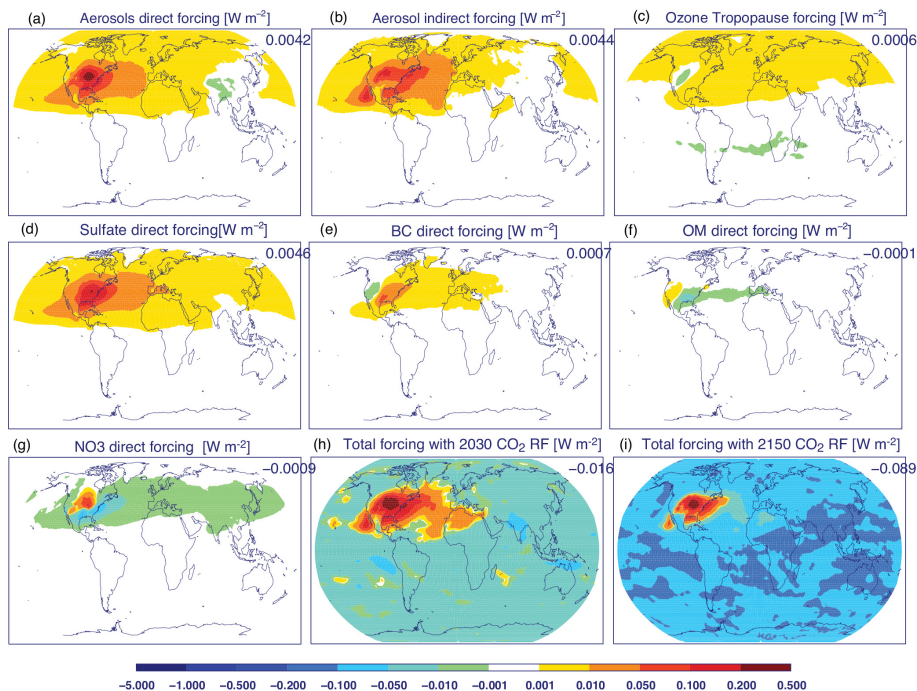 (a) Aerosols direct forcing [W m−2]
0.0042
(b) Aerosol indirect forcing [W m−2]
0.0044
(c) Ozone Tropopause forcing [W m−2]
0.0006
(d) Sulfate direct forcing[W m−2]
0.0046
(e) BC direct forcing [W m−2]
0.0007
(f) OM direct forcing [W m−2]
−0.0001
(g) NO3 direct forcing [W m−2]
−0.0009
(h) Total forcing with 2030 CO2 RF [W m−2]
−0.016
(i) Total forcing with 2150 CO2 RF [W m−2]
−0.089
−5.000 −1.000 −0.500 −0.200 −0.100 −0.050 −0.010 −0.001 0.001 0.010 0.050 0.100 0.200 0.500